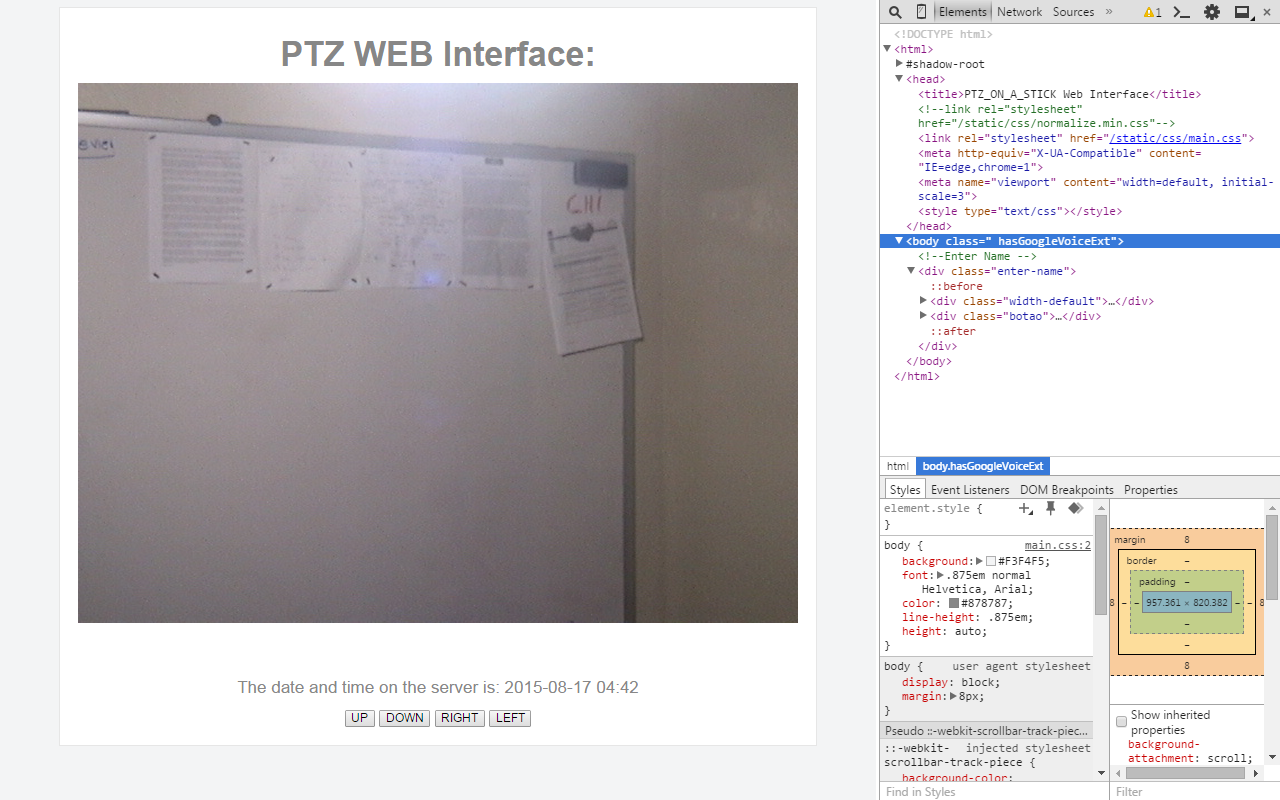 PTZ WEB Interface:
CHI
The date and time on the server is: 2015-08-17 04:42
UP DOWN RIGHT LEFT
Elements Network Sources » 1
<!DOCTYPE html>
<html>
#shadow-root
<head>
<title>PTZ_ON_A_STICK Web Interface</title>
<!--link rel="stylesheet"
href="/static/css/normalize.min.css"-->
<link rel="stylesheet" href="/static/css/main.css">
<meta http-equiv="X-UA-Compatible" content=
"IE=edge,chrome=1">
<meta name="viewport" content="width=default, initial-
scale=3">
<style type="text/css"></style>
</head>
<body class=" hasGoogleVoiceExt">
<!--Enter Name -->
<div class="enter-name">
::before
<div class="width-default">…</div>
<div class="botao">…</div>
::after
</div>
</body>
</html>
html body.hasGoogleVoiceExt
Styles Event Listeners DOM Breakpoints Properties
element.style {
}
body { main.css:2
background: #F3F4F5;
font: .875em normal
Helvetica, Arial;
color: #878787;
line-height: .875em;
height: auto;
}
body { user agent stylesheet
display: block;
margin: 8px;
}
Pseudo ::-webkit-scrollbar-track-piec...
::-webkit- injected stylesheet
scrollbar-track-piece {
background-color:
Find in Styles
margin 8
border –
padding –
8 – – 957.361 × 820.382 – – 8
–
–
8
Show inherited
properties
background-
attachment: scroll;
Filter